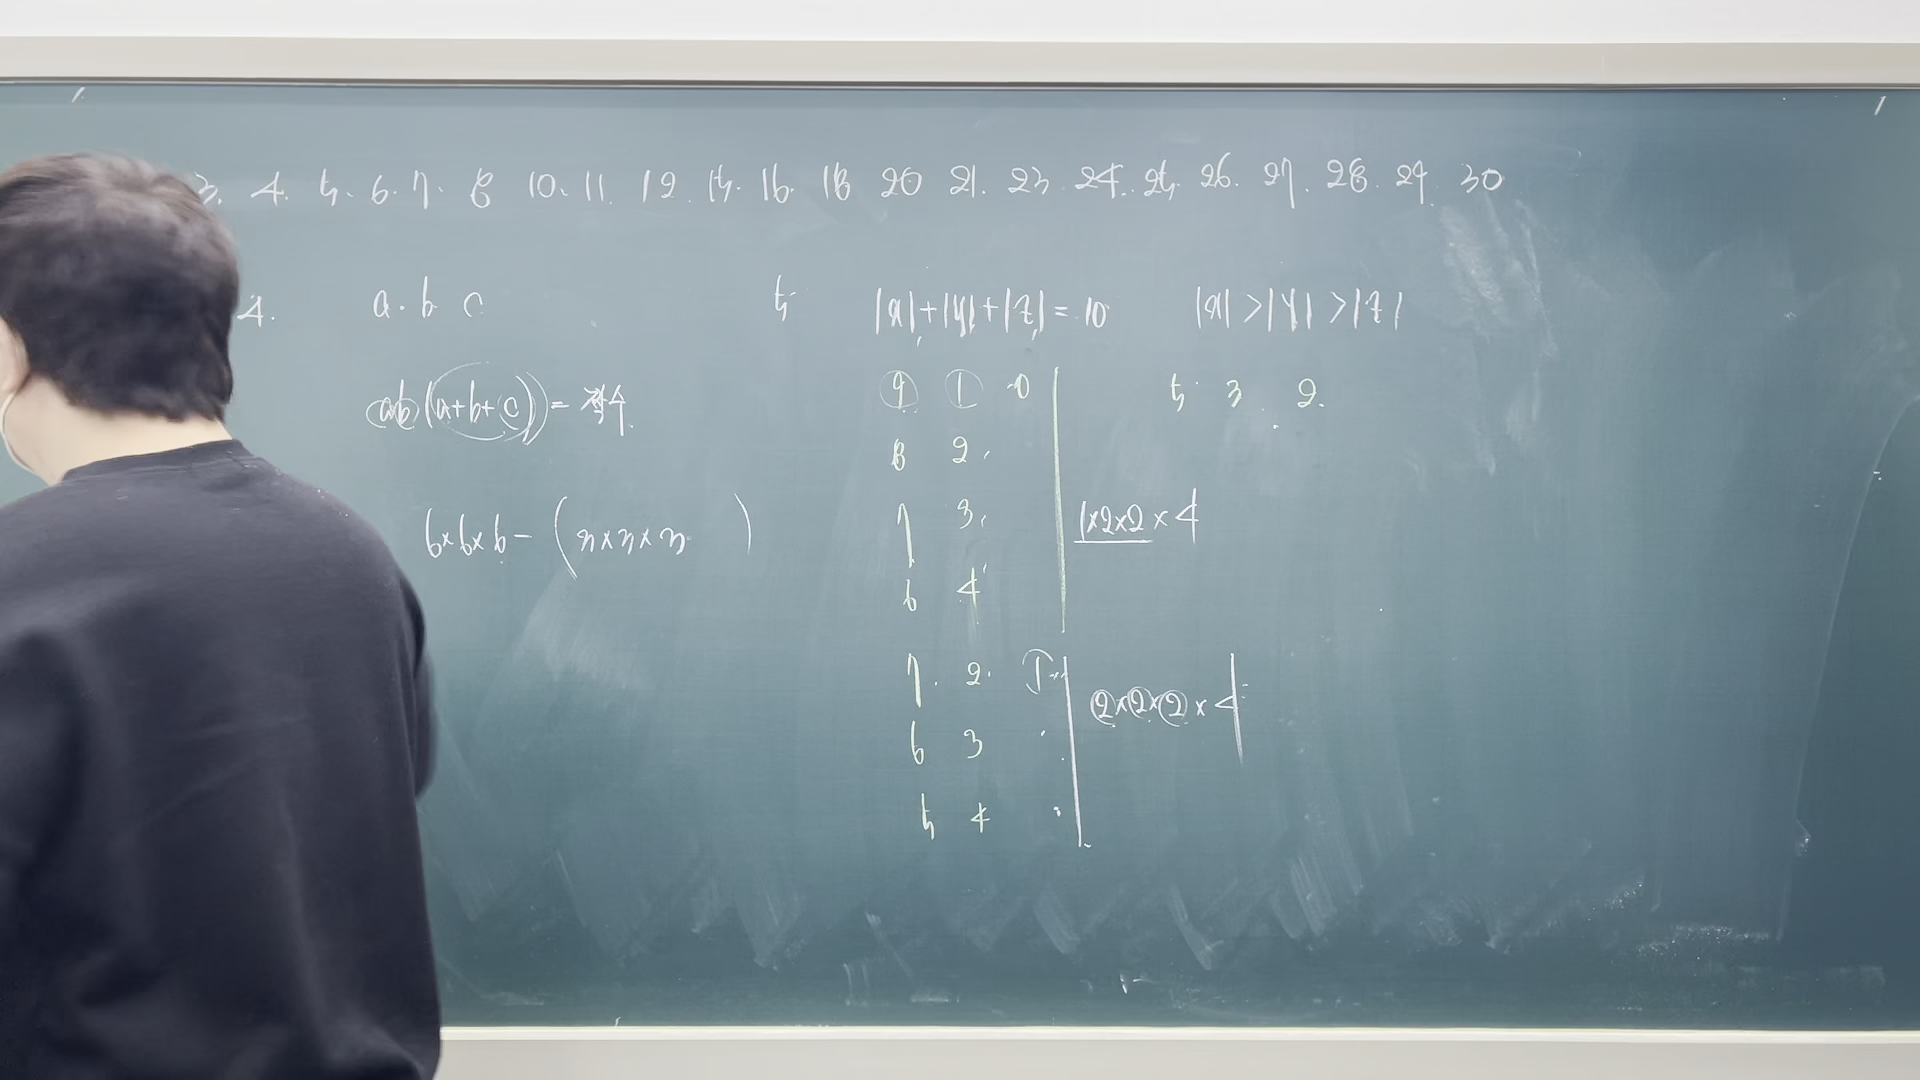 3. 4. 5. 6. 7. 8 10. 11. 12. 15. 16. 18 20 21. 23 24. 25. 26. 27. 28. 29. 30
4. a. b c
ab(a+b+c) = 짝수.
6×6×6 - (3×3×3 )
5 |x|+|y|+|z| = 10 |x| > |y| > |z|
9 1 0 5 3 2.
8 2
7 3 1×2×2×4
6 4
7. 2. 1 2×2×2×4
6 3
5 4